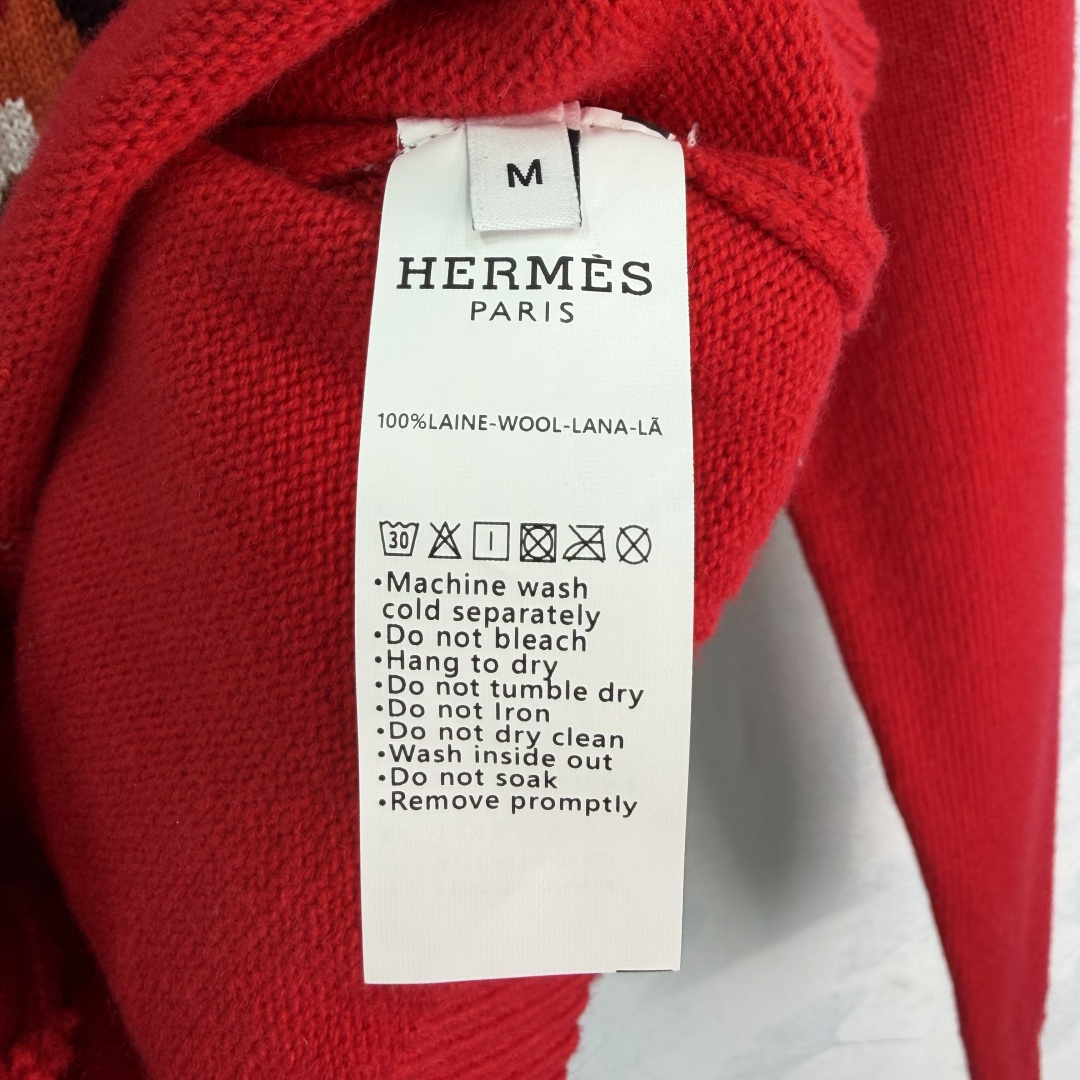 M
HERMÈS
PARIS
100%LAINE-WOOL-LANA-LÃ
30
•Machine wash
cold separately
•Do not bleach
•Hang to dry
•Do not tumble dry
•Do not Iron
•Do not dry clean
•Wash inside out
•Do not soak
•Remove promptly